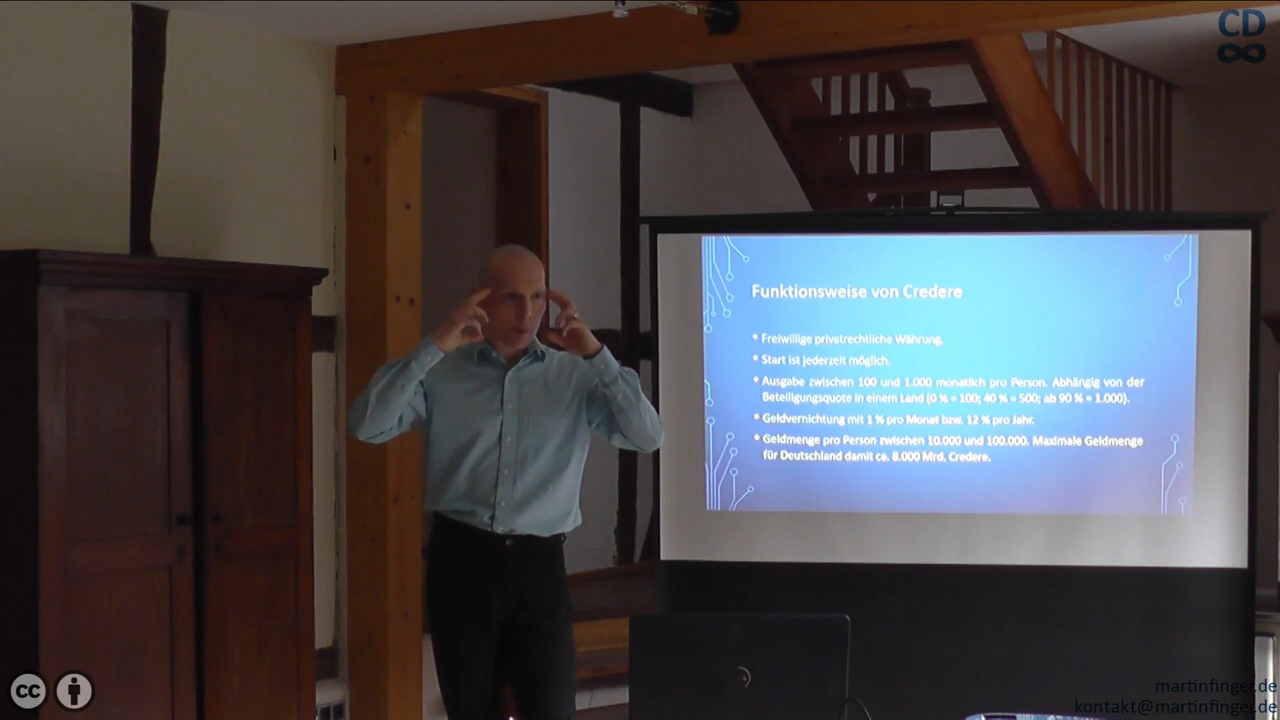 CD
Funktionsweise von Credere
• Freiwillige privatrechtliche Währung.
• Start ist jederzeit möglich.
• Ausgabe zwischen 100 und 1.000 monatlich pro Person. Abhängig von der
Beteiligungsquote in einem Land (0 % = 100; 40 % = 500; ab 90 % = 1.000).
• Geldvernichtung mit 1 % pro Monat bzw. 12 % pro Jahr.
• Geldmenge pro Person zwischen 10.000 und 100.000. Maximale Geldmenge
für Deutschland damit ca. 8.000 Mrd. Credere.
cc
martinfinger.de
kontakt@martinfinger.de